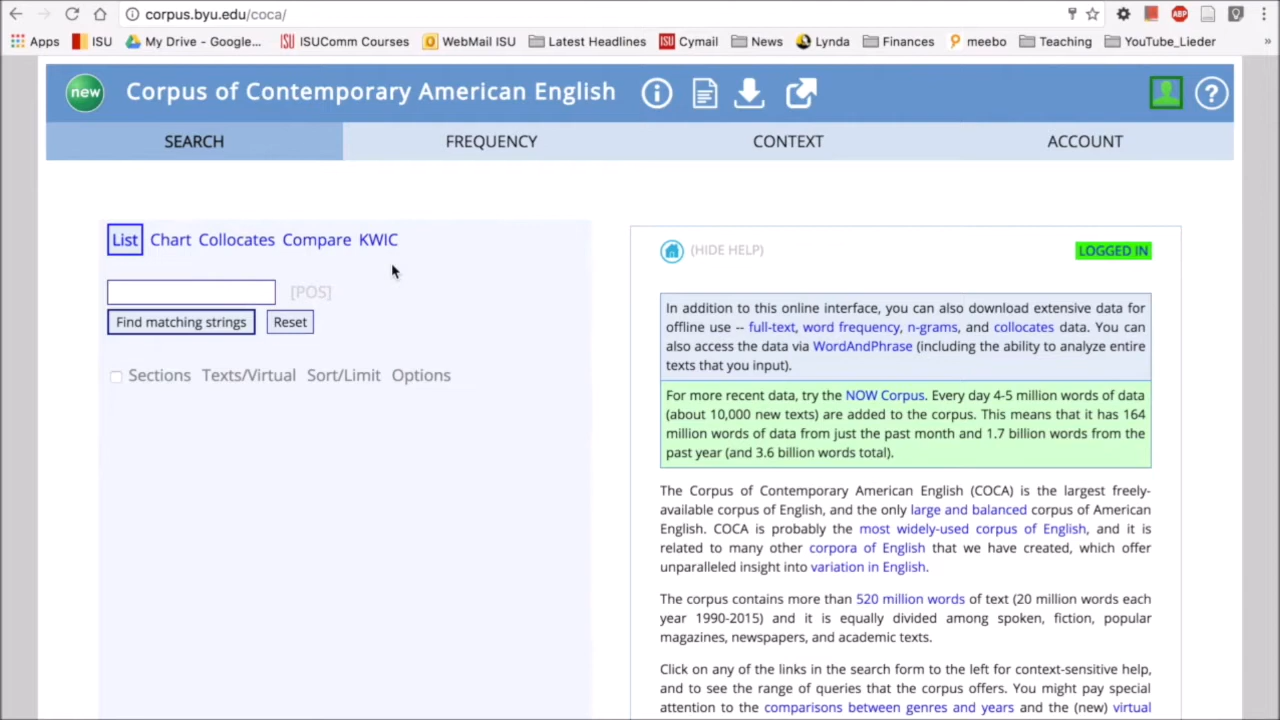 corpus.byu.edu/coca/
ABP
Apps ISU My Drive - Google... ISU ISUComm Courses WebMail ISU Latest Headlines ISU Cymail News Lynda Finances meebo Teaching YouTube_Lieder »
new Corpus of Contemporary American English i ?
SEARCH FREQUENCY CONTEXT ACCOUNT
List Chart Collocates Compare KWIC
[POS]
Find matching strings Reset
Sections Texts/Virtual Sort/Limit Options
(HIDE HELP) LOGGED IN
In addition to this online interface, you can also download extensive data for
offline use -- full-text, word frequency, n-grams, and collocates data. You can
also access the data via WordAndPhrase (including the ability to analyze entire
texts that you input).
For more recent data, try the NOW Corpus. Every day 4-5 million words of data
(about 10,000 new texts) are added to the corpus. This means that it has 164
million words of data from just the past month and 1.7 billion words from the
past year (and 3.6 billion words total).
The Corpus of Contemporary American English (COCA) is the largest freely-
available corpus of English, and the only large and balanced corpus of American
English. COCA is probably the most widely-used corpus of English, and it is
related to many other corpora of English that we have created, which offer
unparalleled insight into variation in English.
The corpus contains more than 520 million words of text (20 million words each
year 1990-2015) and it is equally divided among spoken, fiction, popular
magazines, newspapers, and academic texts.
Click on any of the links in the search form to the left for context-sensitive help,
and to see the range of queries that the corpus offers. You might pay special
attention to the comparisons between genres and years and the (new) virtual